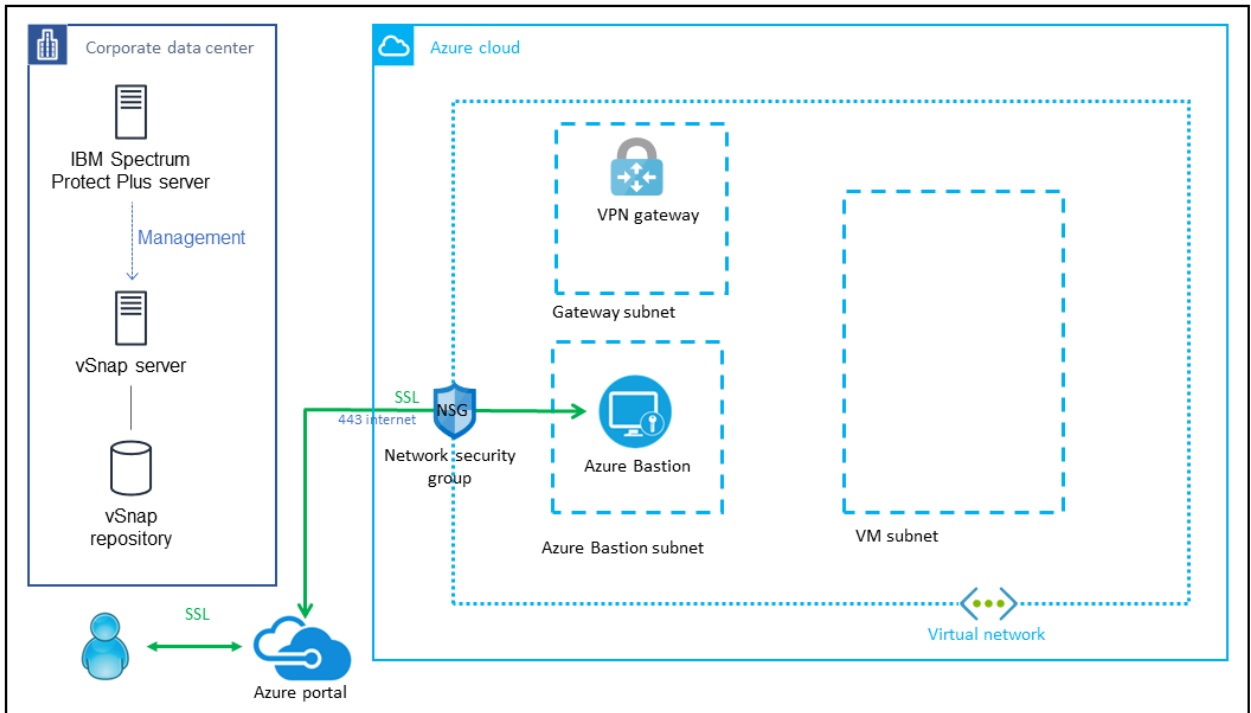 Corporate data center
IBM Spectrum
Protect Plus server
Management
vSnap server
vSnap
repository
SSL
Azure portal
Azure cloud
VPN gateway
Gateway subnet
SSL
443 internet
NSG
Network security
group
Azure Bastion
Azure Bastion subnet
VM subnet
Virtual network